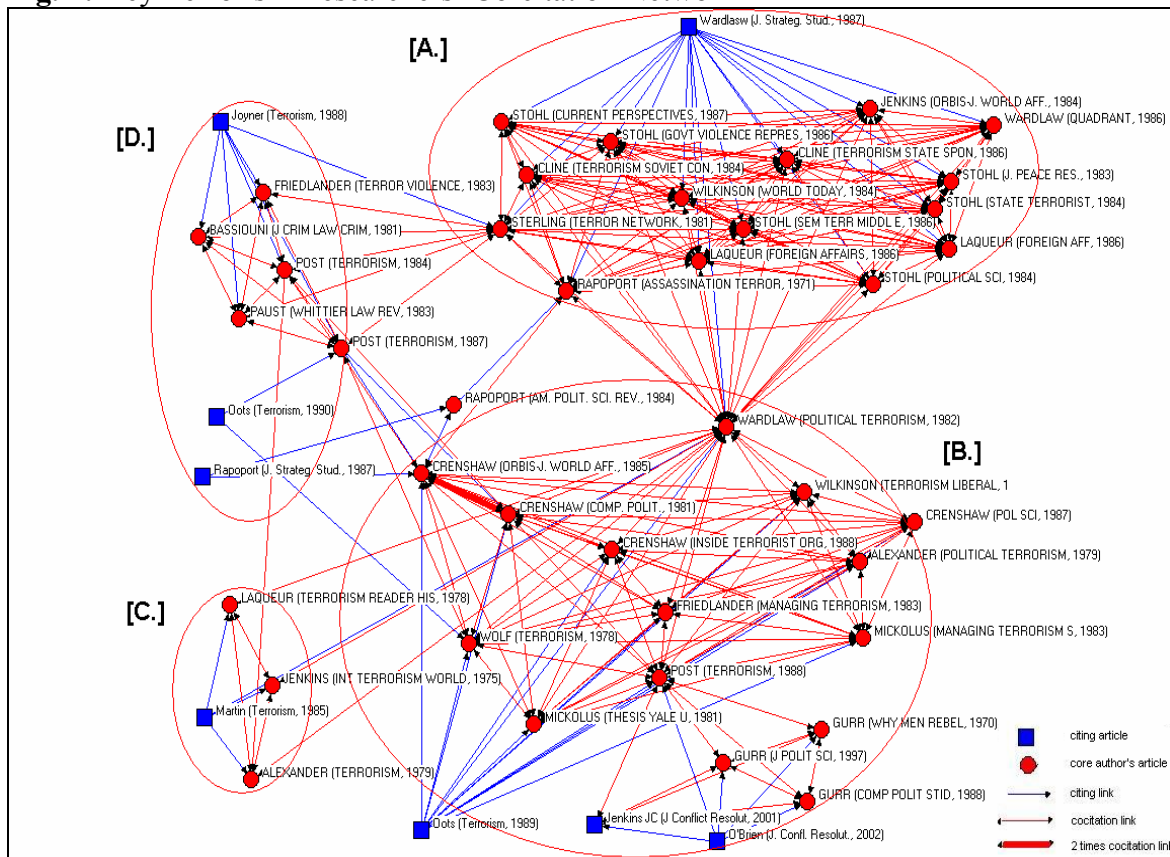 Wardlasw (J. Strateg. Stud., 1987)
[A.]
Joyner (Terrorism, 1988)
[D.]
STOHL (CURRENT PERSPECTIVES, 1987)
JENKINS (ORBIS-J. WORLD AFF., 1984)
WARDLAW (QUADRANT, 1986)
STOHL (GOVT VIOLENCE REPRES, 1986)
CLINE (TERRORISM STATE SPON, 1986)
CLINE (TERRORISM SOVIET CON, 1984)
STOHL (J. PEACE RES., 1983)
FRIEDLANDER (TERROR VIOLENCE, 1983)
WILKINSON (WORLD TODAY, 1984)
STOHL (STATE TERRORIST, 1984)
BASSIOUNI (J CRIM LAW CRIM, 1981)
STERLING (TERROR NETWORK, 1981)
STOHL (SEM TERR MIDDL E, 1986)
LAQUEUR (FOREIGN AFF, 1986)
POST (TERRORISM, 1984)
LAQUEUR (FOREIGN AFFAIRS, 1986)
RAPOPORT (ASSASSINATION TERROR, 1971)
STOHL (POLITICAL SCI, 1984)
PAUST (WHITTIER LAW REV, 1983)
POST (TERRORISM, 1987)
RAPOPORT (AM. POLIT. SCI. REV., 1984)
Oots (Terrorism, 1990)
WARDLAW (POLITICAL TERRORISM, 1982)
[B.]
Rapoport (J. Strateg. Stud., 1987)
CRENSHAW (ORBIS-J. WORLD AFF., 1985)
WILKINSON (TERRORISM LIBERAL, 1
CRENSHAW (COMP. POLIT., 1981)
CRENSHAW (POL SCI, 1987)
CRENSHAW (INSIDE TERRORIST ORG, 1988)
ALEXANDER (POLITICAL TERRORISM, 1979)
[C.]
LAQUEUR (TERRORISM READER HIS, 1978)
FRIEDLANDER (MANAGING TERRORISM, 1983)
WOLF (TERRORISM, 1978)
MICKOLUS (MANAGING TERRORISM S, 1983)
JENKINS (INT TERRORISM WORLD, 1975)
POST (TERRORISM, 1988)
Martin (Terrorism, 1985)
MICKOLUS (THESIS YALE U, 1981)
GURR (WHY MEN REBEL, 1970)
GURR (J POLIT SCI, 1997)
ALEXANDER (TERRORISM, 1979)
GURR (COMP POLIT STID, 1988)
Oots (Terrorism, 1989)
Jenkins JC (J Conflict Resolut, 2001)
O'Brien (J. Confl. Resolut., 2002)
citing article
core author's article
citing link
cocitation link
2 times cocitation link